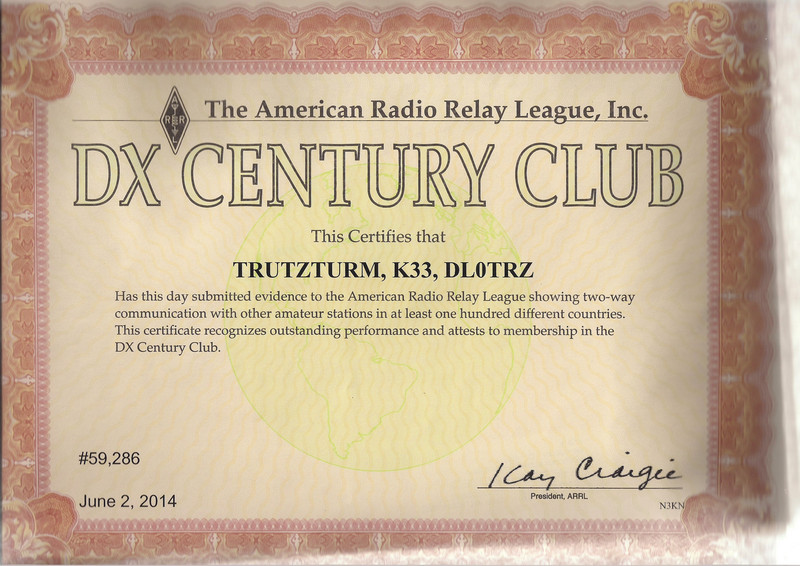 The American Radio Relay League, Inc.
ARRL
DX CENTURY CLUB
This Certifies that
TRUTZTURM, K33, DL0TRZ
Has this day submitted evidence to the American Radio Relay League showing two-way
communication with other amateur stations in at least one hundred different countries.
This certificate recognizes outstanding performance and attests to membership in the
DX Century Club.
#59,286
Kay Craigie
June 2, 2014
President, ARRL
N3KN